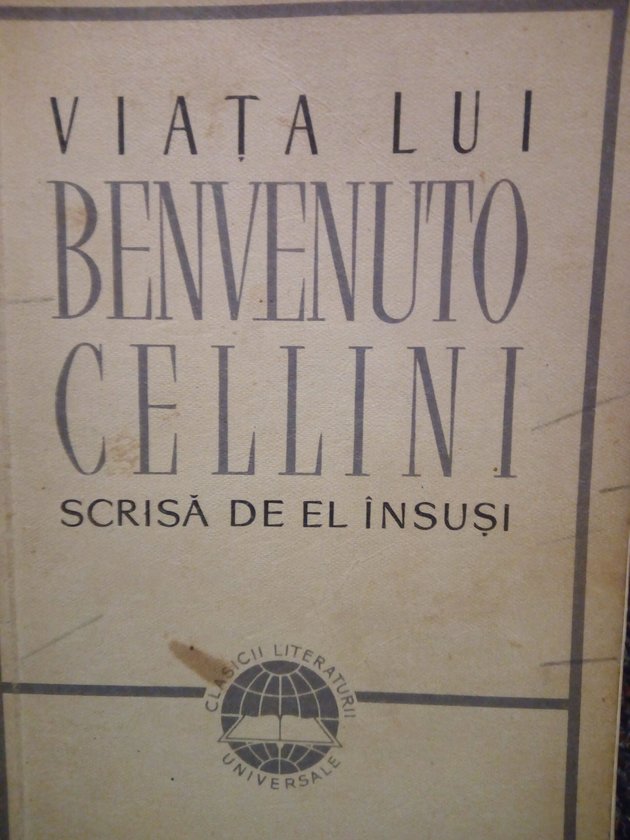 VIAȚA LUI
BENVENUTO
CELLINI
SCRISĂ DE EL ÎNSUȘI
CLASICII LITERATURII
UNIVERSALE